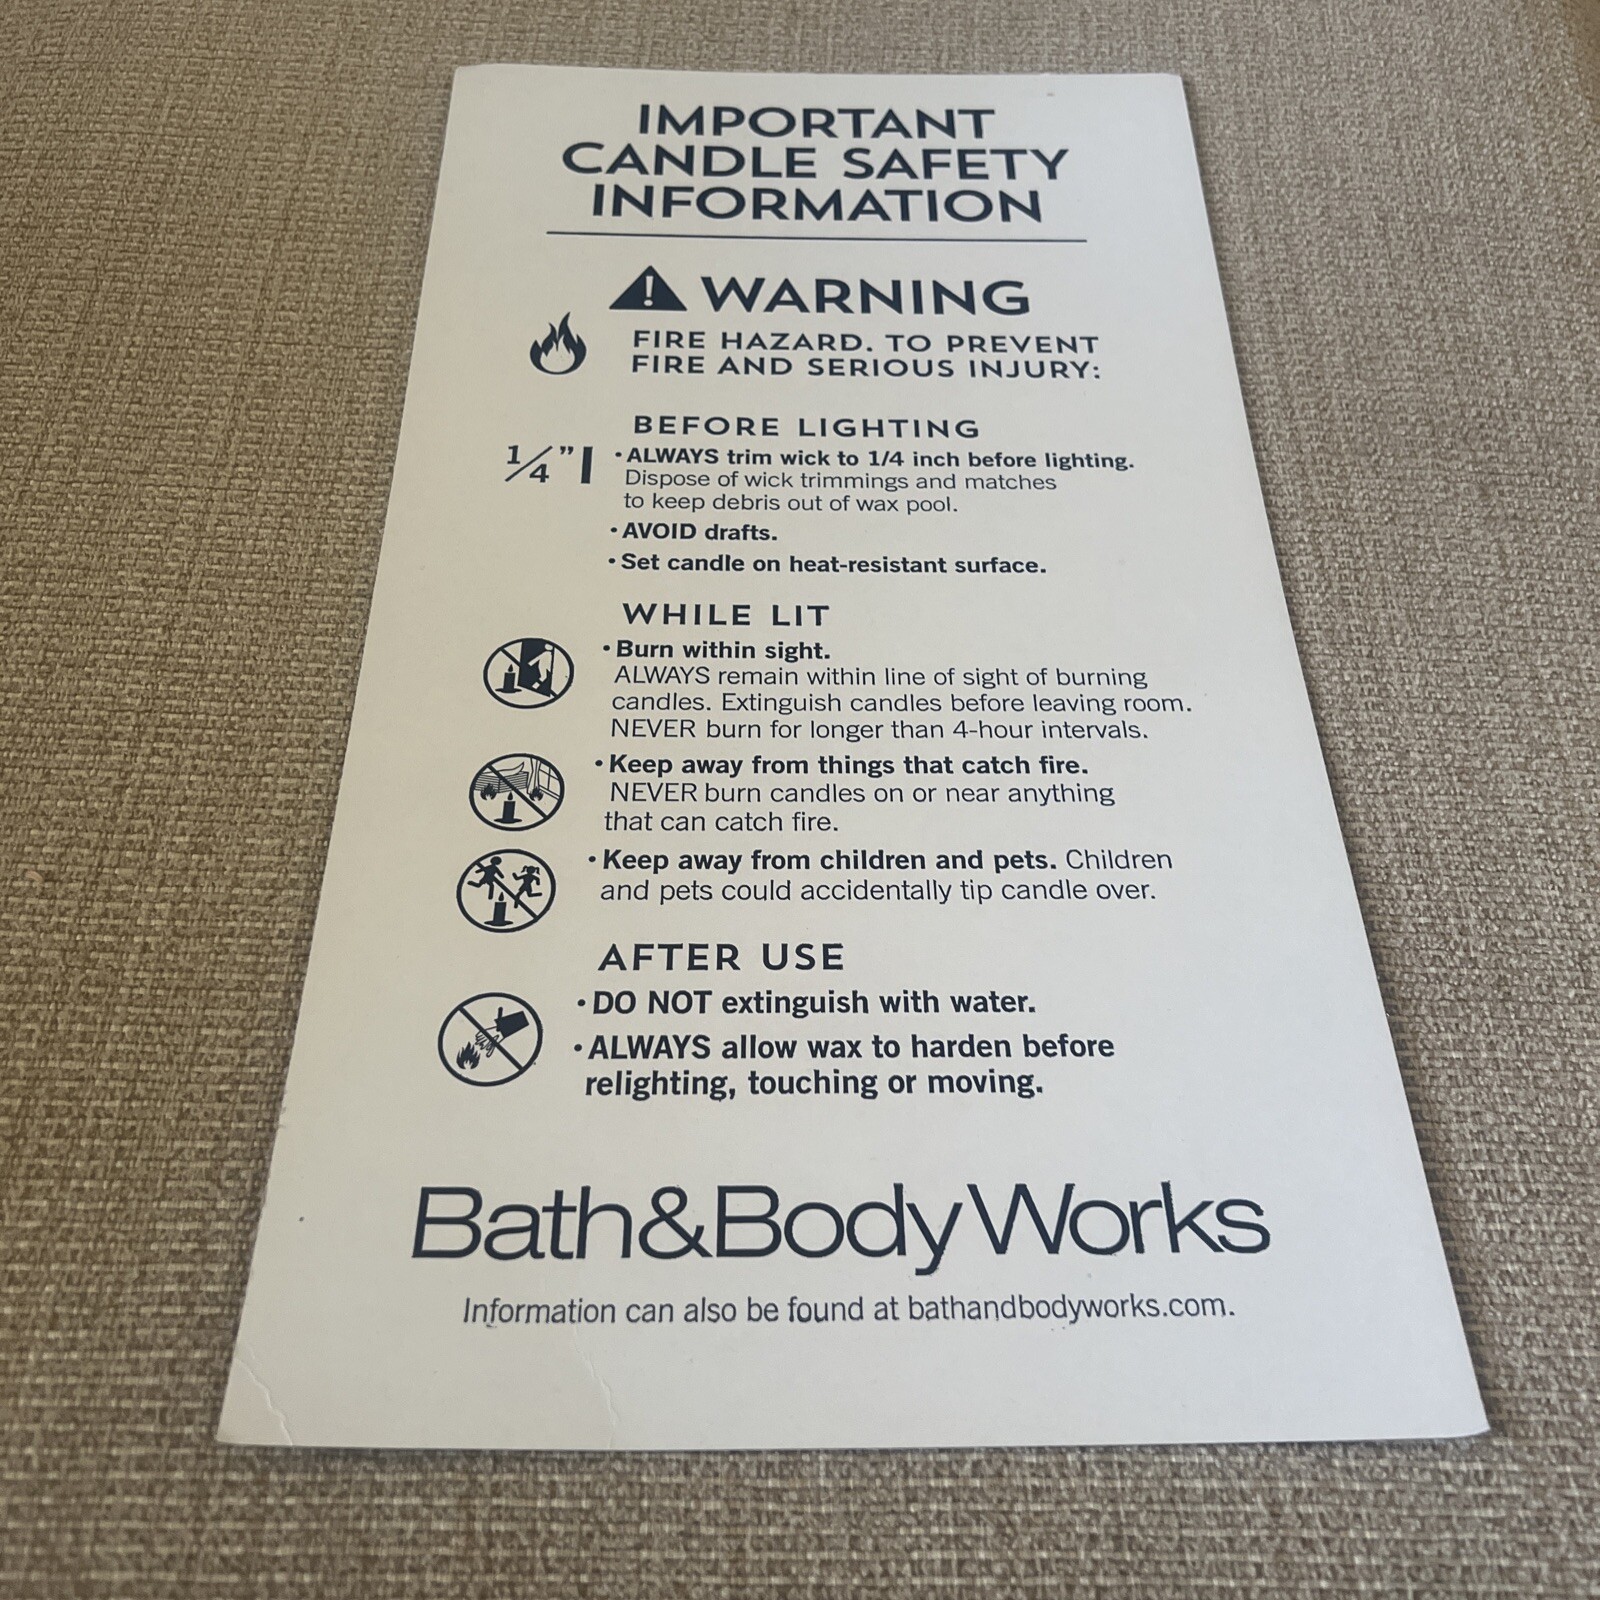 IMPORTANT
CANDLE SAFETY
INFORMATION
! WARNING
FIRE HAZARD. TO PREVENT
FIRE AND SERIOUS INJURY:
BEFORE LIGHTING
1/4”
• ALWAYS trim wick to 1/4 inch before lighting.
Dispose of wick trimmings and matches
to keep debris out of wax pool.
• AVOID drafts.
• Set candle on heat-resistant surface.
WHILE LIT
• Burn within sight.
ALWAYS remain within line of sight of burning
candles. Extinguish candles before leaving room.
NEVER burn for longer than 4-hour intervals.
• Keep away from things that catch fire.
NEVER burn candles on or near anything
that can catch fire.
• Keep away from children and pets. Children
and pets could accidentally tip candle over.
AFTER USE
• DO NOT extinguish with water.
• ALWAYS allow wax to harden before
relighting, touching or moving.
Bath&Body Works
Information can also be found at bathandbodyworks.com.